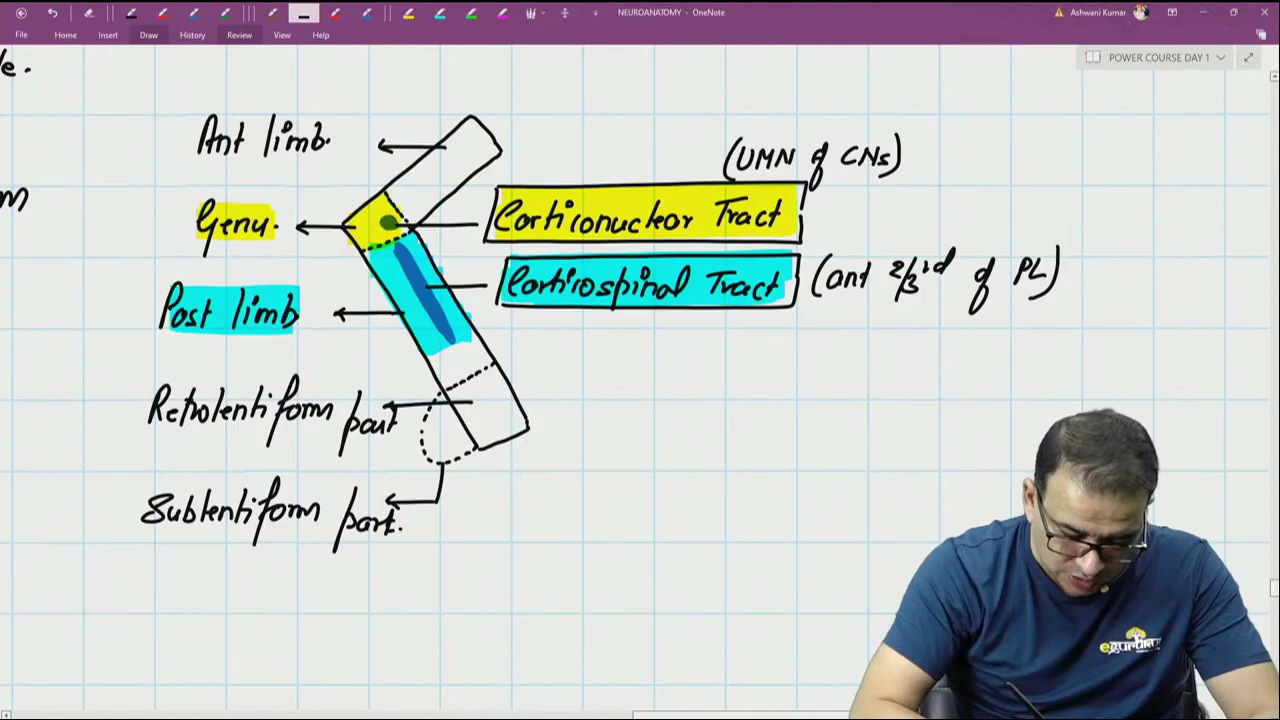 NEUROANATOMY - OneNote
Ashwani Kumar
File Home Insert Draw History Review View Help
POWER COURSE DAY 1
e.
m
Ant limb.
(UMN of CNs)
Genu.
Corticonuclear Tract
Post limb
Corticospinal Tract (ant 2/3rd of PL)
Retrolentiform part
Sublentiform part.
eGurukul